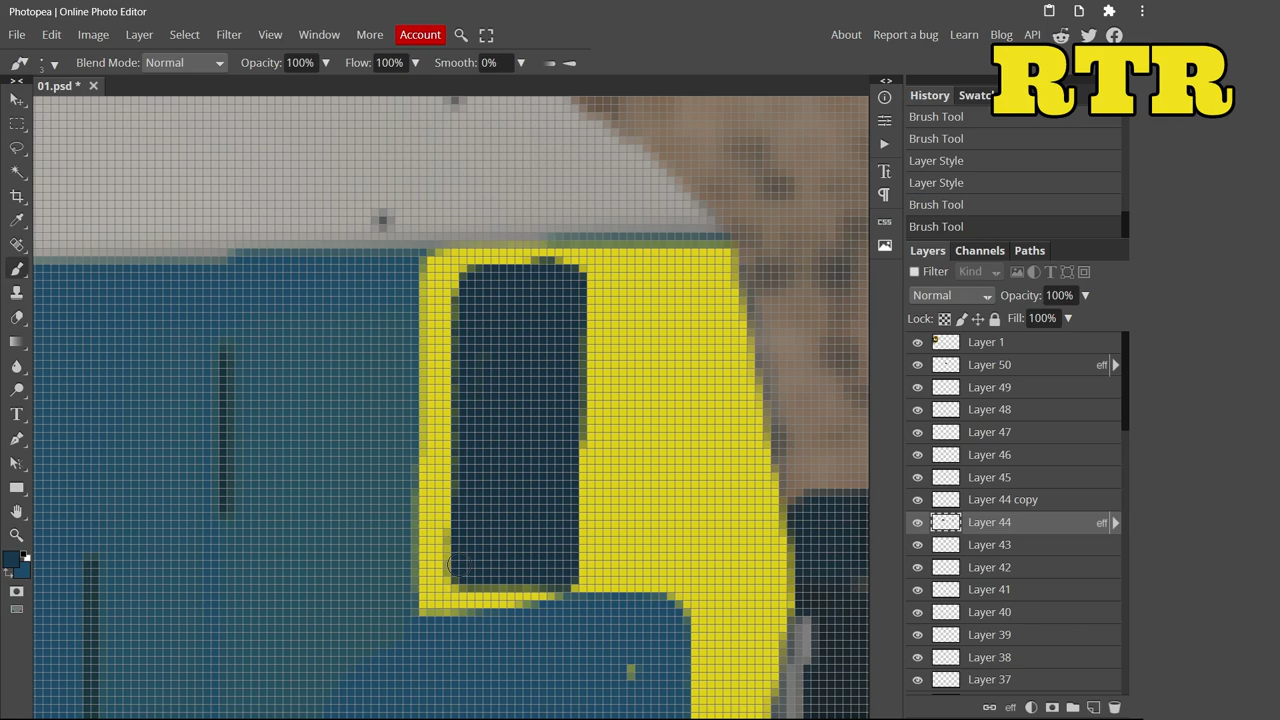 Photopea | Online Photo Editor
File Edit Image Layer Select Filter View Window More Account
About Report a bug Learn Blog API
3 Blend Mode: Normal Opacity: 100% Flow: 100% Smooth: 0%
RTR
01.psd *
History Swatc
Brush Tool
Brush Tool
Layer Style
Layer Style
Brush Tool
Brush Tool
Layers Channels Paths
Filter Kind
Normal Opacity: 100%
Lock: Fill: 100%
Layer 1
Layer 50 eff
Layer 49
Layer 48
Layer 47
Layer 46
Layer 45
Layer 44 copy
Layer 44 eff
Layer 43
Layer 42
Layer 41
Layer 40
Layer 39
Layer 38
Layer 37
eff